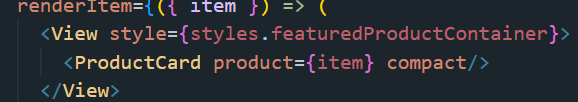 renderItem={({ item }) => (
<View style={styles.featuredProductContainer}>
<ProductCard product={item} compact/>
</View>